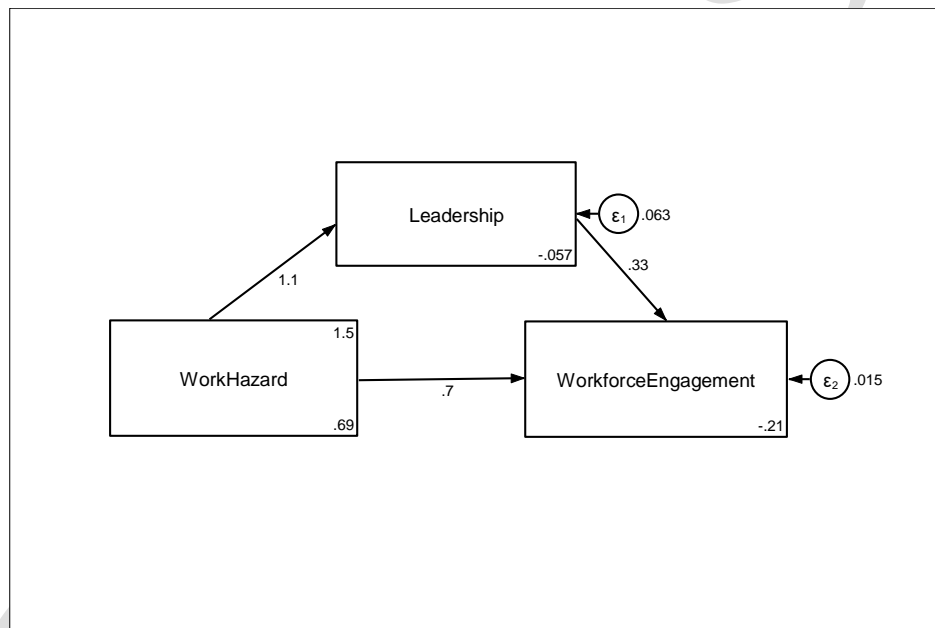 Leadership
-.057
ε1
.063
1.1
.33
1.5
WorkHazard
.69
.7
WorkforceEngagement
-.21
ε2
.015